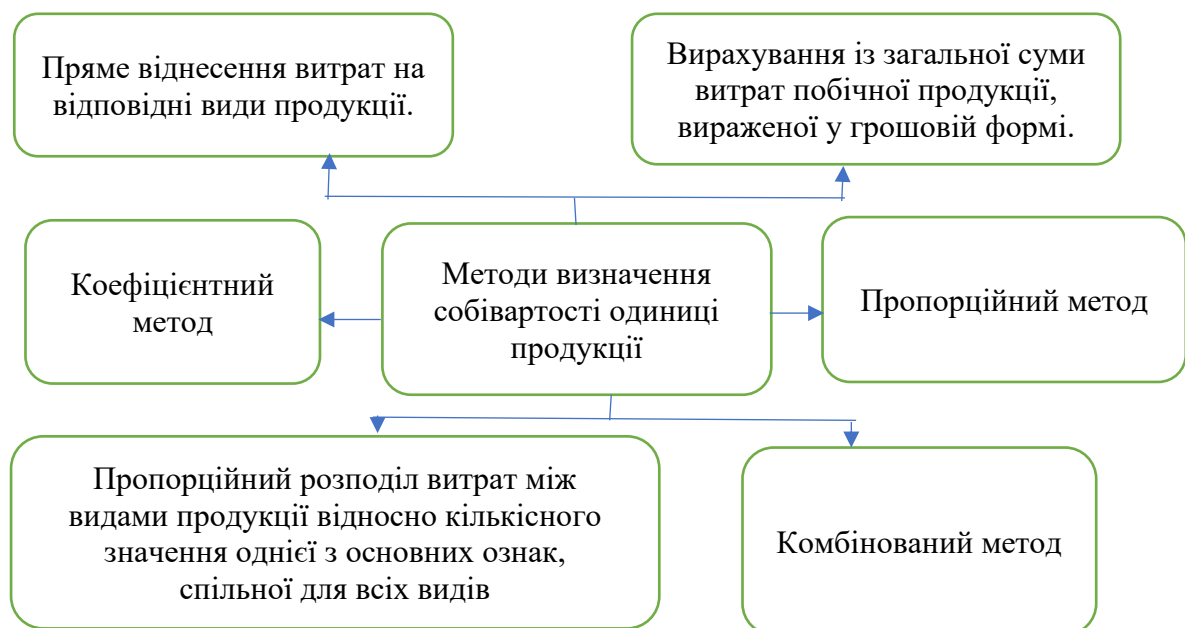 Пряме віднесення витрат на
відповідні види продукції.
Вирахування із загальної суми
витрат побічної продукції,
вираженої у грошовій формі.
Коефіцієнтний
метод
Методи визначення
собівартості одиниці
продукції
Пропорційний метод
Пропорційний розподіл витрат між
видами продукції відносно кількісного
значення однієї з основних ознак,
спільної для всіх видів
Комбінований метод